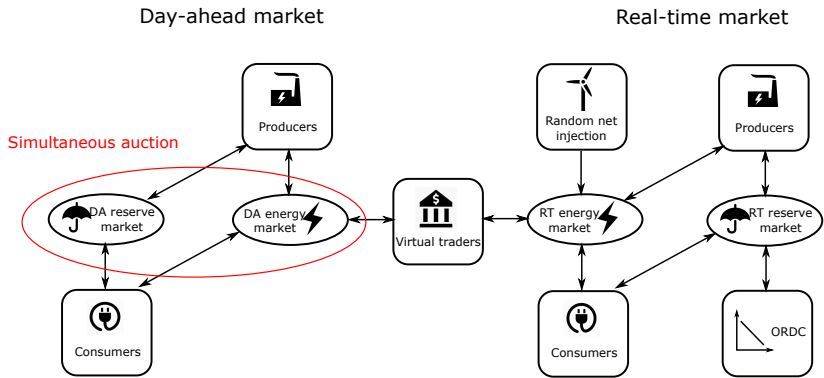 Day-ahead market
Real-time market
Producers
Simultaneous auction
DA reserve
market
DA energy
market
$
Virtual traders
Consumers
Random net
injection
Producers
RT energy
market
RT reserve
market
Consumers
ORDC